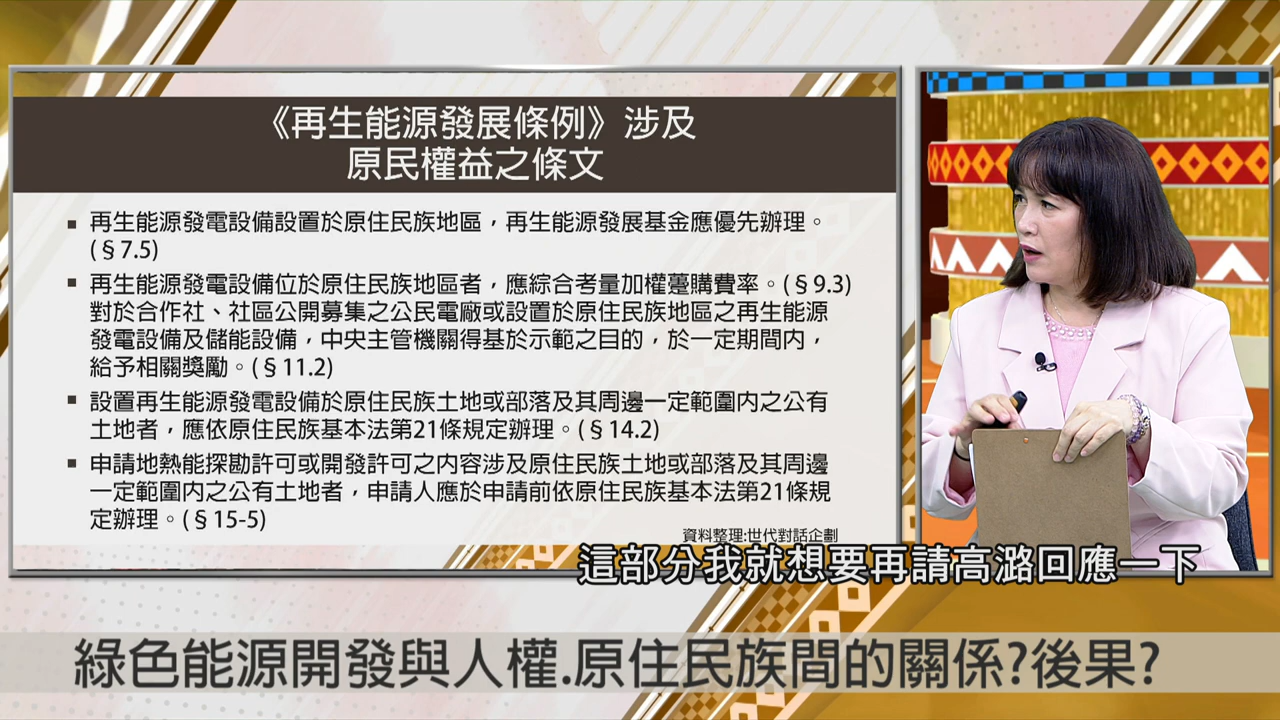 《再生能源發展條例》涉及
原民權益之條文
▪ 再生能源發電設備設置於原住民族地區，再生能源發展基金應優先辦理。
(§7.5)
▪ 再生能源發電設備位於原住民族地區者，應綜合考量加權躉購費率。(§9.3)
對於合作社、社區公開募集之公民電廠或設置於原住民族地區之再生能源
發電設備及儲能設備，中央主管機關得基於示範之目的，於一定期間內，
給予相關獎勵。(§11.2)
▪ 設置再生能源發電設備於原住民族土地或部落及其周邊一定範圍內之公有
土地者，應依原住民族基本法第21條規定辦理。(§14.2)
▪ 申請地熱能探勘許可或開發許可之內容涉及原住民族土地或部落及其周邊
一定範圍內之公有土地者，申請人應於申請前依原住民族基本法第21條規
定辦理。(§15-5)
資料整理:世代對話企劃
這部分我就想要再請高潞回應一下
綠色能源開發與人權.原住民族間的關係?後果?